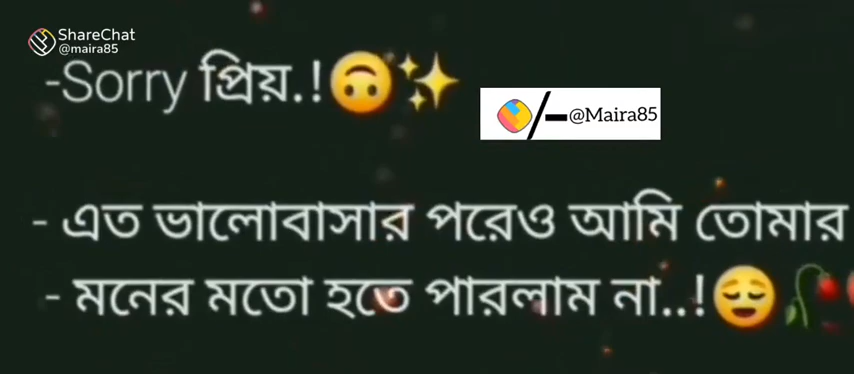 ShareChat
@maira85
-Sorry প্রিয়.!🙃✨
/-@Maira85
- এত ভালোবাসার পরেও আমি তোমার
- মনের মতো হতে পারলাম না..!😌🥀